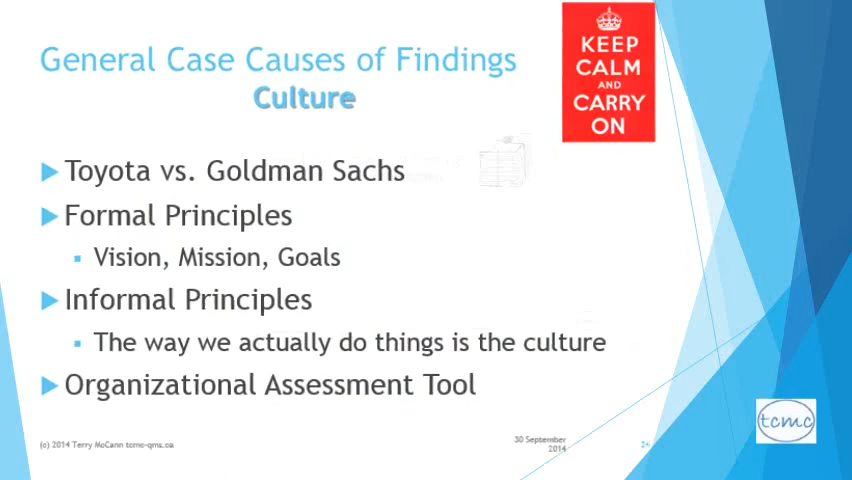 General Case Causes of Findings
Culture
KEEP
CALM
AND
CARRY
ON
Toyota vs. Goldman Sachs
Formal Principles
Vision, Mission, Goals
Informal Principles
The way we actually do things is the culture
Organizational Assessment Tool
tcmc
(c) 2014 Terry McCann tcmc-qms.ca
30 September
2014
24